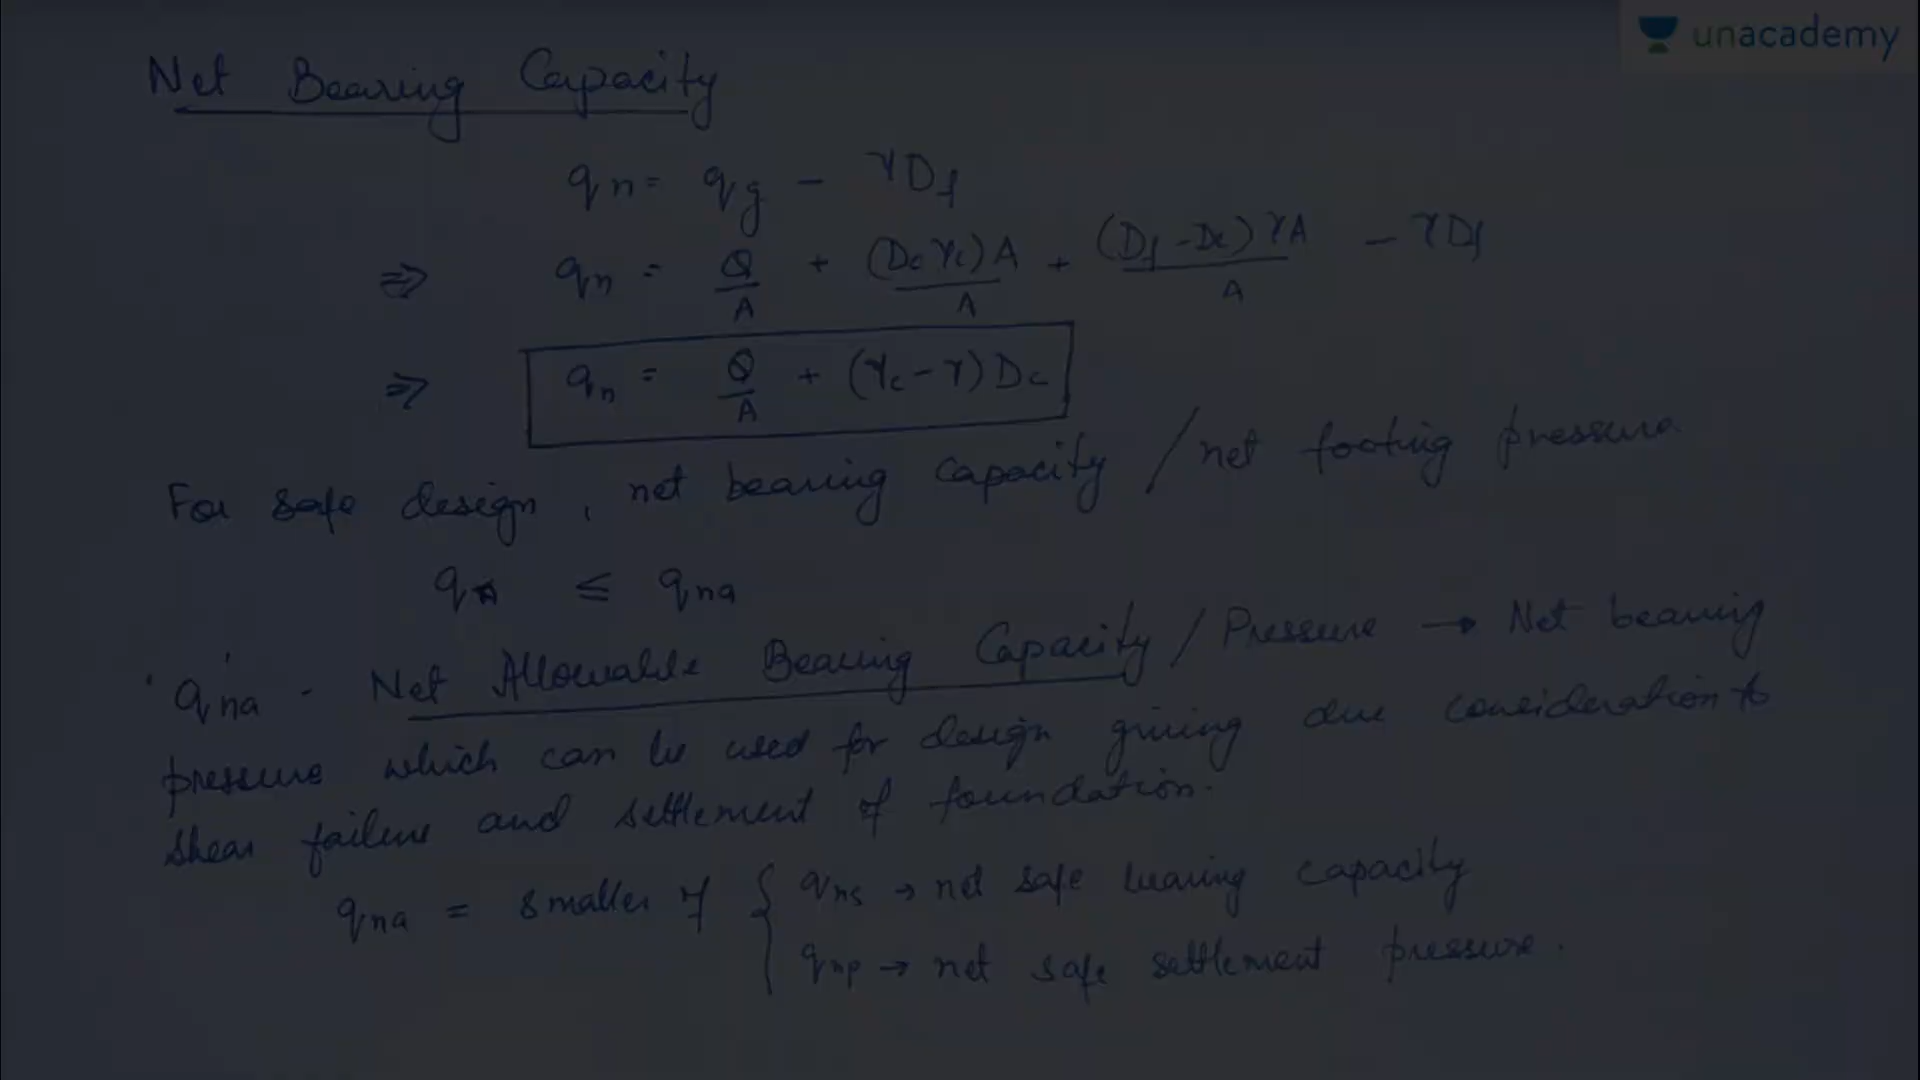 unacademy
Net Bearing Capacity
qn = qg - γDf
⇒ qn = Q/A + (DcγC)A/A + (Df-Dc)γA/A - γDf
⇒ qn = Q/A + (γc-γ)Dc
For safe design, net bearing capacity / net footing pressure
qn ≤ qna
'qna' - Net Allowable Bearing Capacity / Pressure → Net bearing
pressure which can be used for design giving due consideration to
shear failure and settlement of foundation.
qna = smaller of { qns → net safe bearing capacity
qnp → net safe settlement pressure.